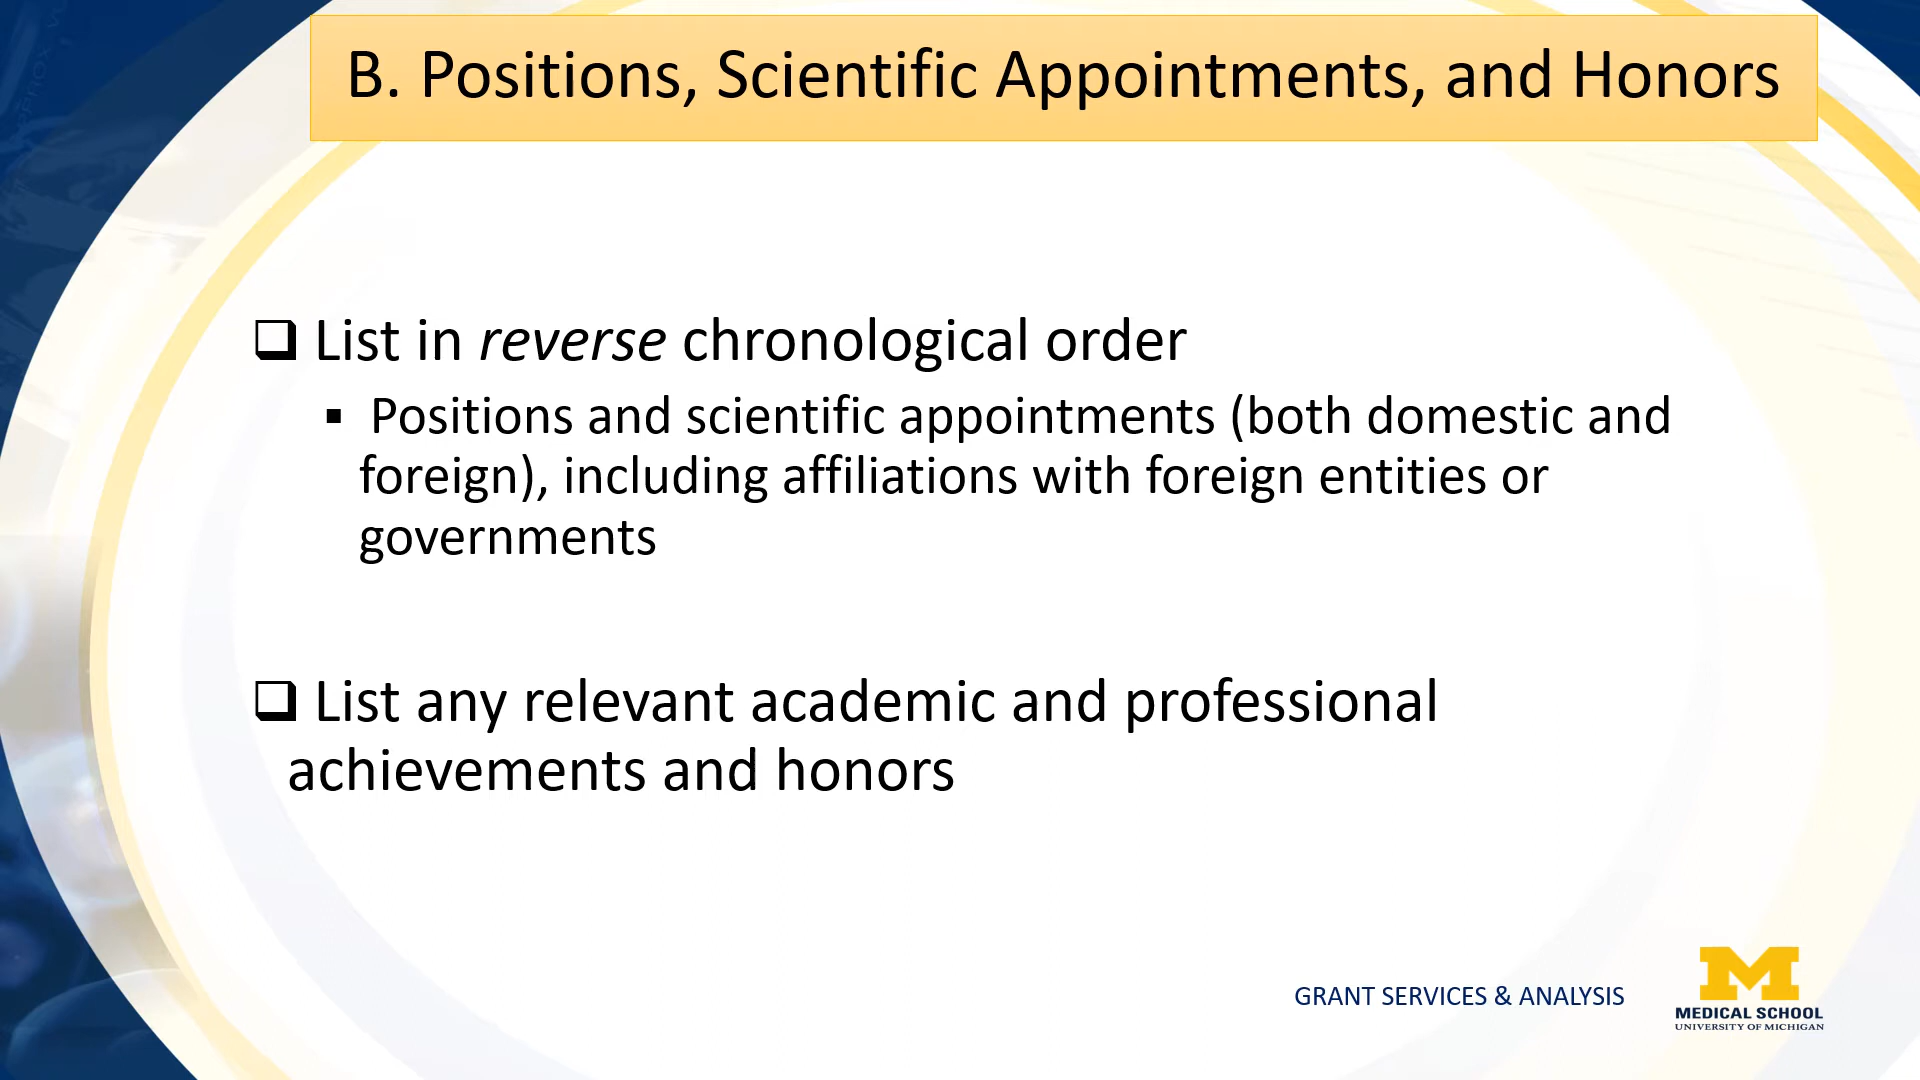 B. Positions, Scientific Appointments, and Honors
❑ List in reverse chronological order
▪ Positions and scientific appointments (both domestic and
foreign), including affiliations with foreign entities or
governments
❑ List any relevant academic and professional
achievements and honors
GRANT SERVICES & ANALYSIS
M
MEDICAL SCHOOL
UNIVERSITY OF MICHIGAN